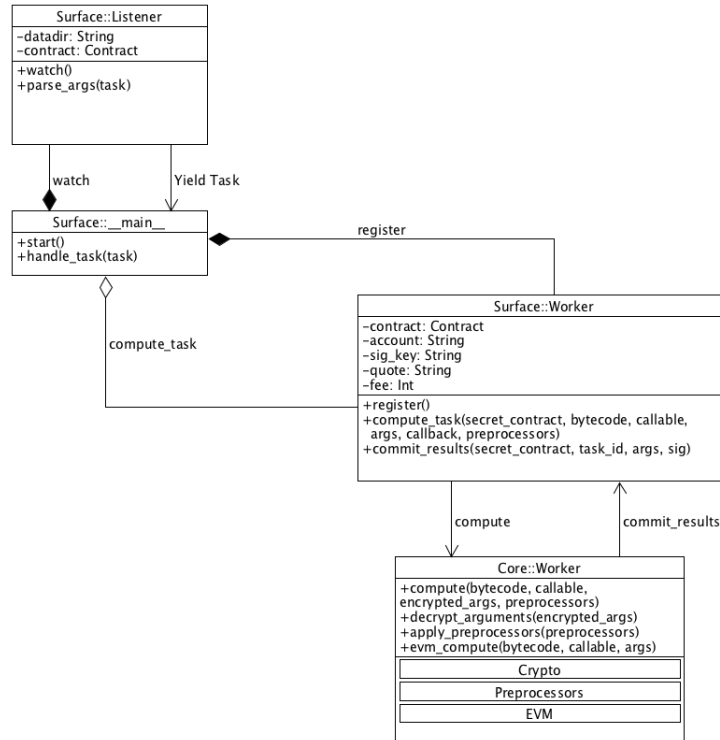 Surface::Listener
-datadir: String
-contract: Contract
+watch()
+parse_args(task)
watch
Yield Task
Surface::__main__
+start()
+handle_task(task)
register
compute_task
Surface::Worker
-contract: Contract
-account: String
-sig_key: String
-quote: String
-fee: Int
+register()
+compute_task(secret_contract, bytecode, callable,
args, callback, preprocessors)
+commit_results(secret_contract, task_id, args, sig)
compute
commit_results
Core::Worker
+compute(bytecode, callable,
encrypted_args, preprocessors)
+decrypt_arguments(encrypted_args)
+apply_preprocessors(preprocessors)
+evm_compute(bytecode, callable, args)
Crypto
Preprocessors
EVM